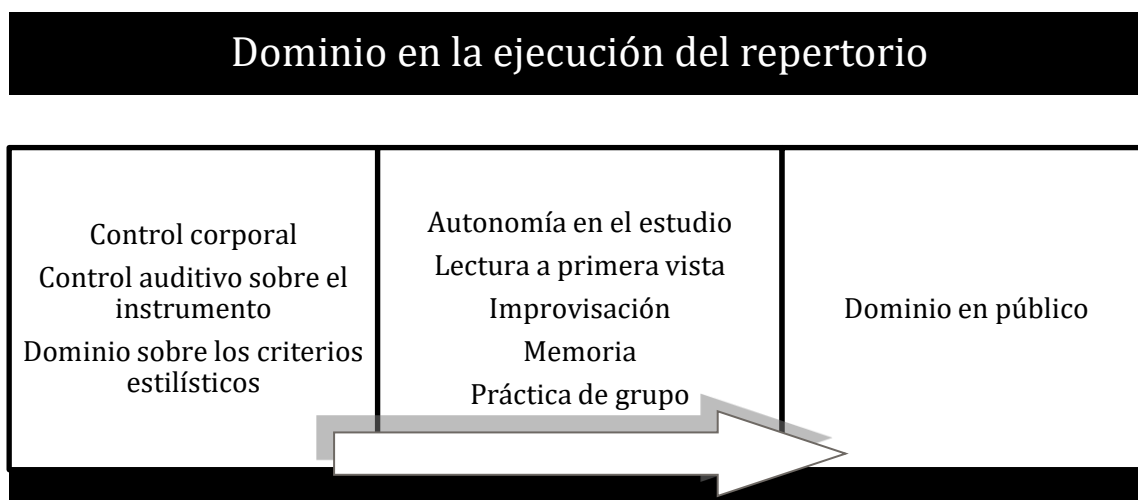 Dominio en la ejecución del repertorio
Control corporal
Control auditivo sobre el
instrumento
Dominio sobre los criterios
estilísticos
Autonomía en el estudio
Lectura a primera vista
Improvisación
Memoria
Práctica de grupo
Dominio en público